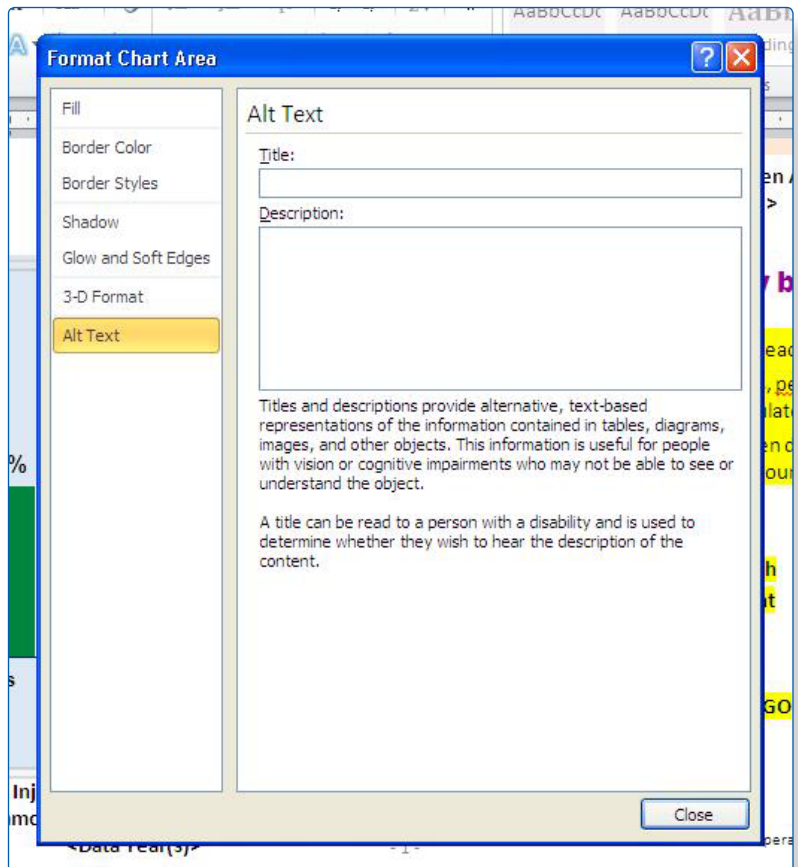 AaBbCcDc AaBbCcDc AaBb
Format Chart Area
Fill
Border Color
Border Styles
Shadow
Glow and Soft Edges
3-D Format
Alt Text
Alt Text
Title:
Description:
Titles and descriptions provide alternative, text-based
representations of the information contained in tables, diagrams,
images, and other objects. This information is useful for people
with vision or cognitive impairments who may not be able to see or
understand the object.
A title can be read to a person with a disability and is used to
determine whether they wish to hear the description of the
content.
Close
%
<Data Year(s)>
- 1 -